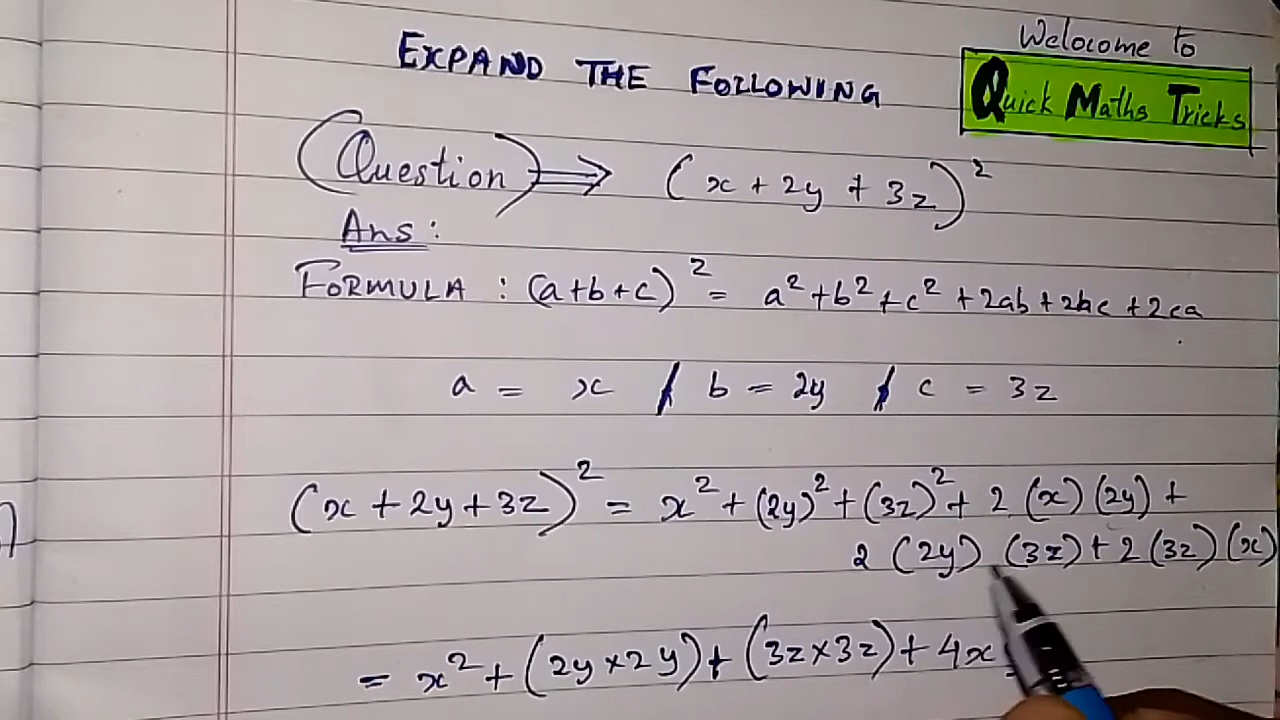 Welocome to
Quick Maths Tricks
EXPAND THE FOLLOWING
(Question) ⇒ (x + 2y + 3z)²
Ans :
FORMULA : (a+b+c)² = a² + b² + c² + 2ab + 2bc + 2ca
a = x / b = 2y / c = 3z
(x + 2y + 3z)² = x² + (2y)² + (3z)² + 2 (x) (2y) +
2 (2y) (3z) + 2 (3z) (x)
= x² + (2y × 2y) + (3z × 3z) + 4x